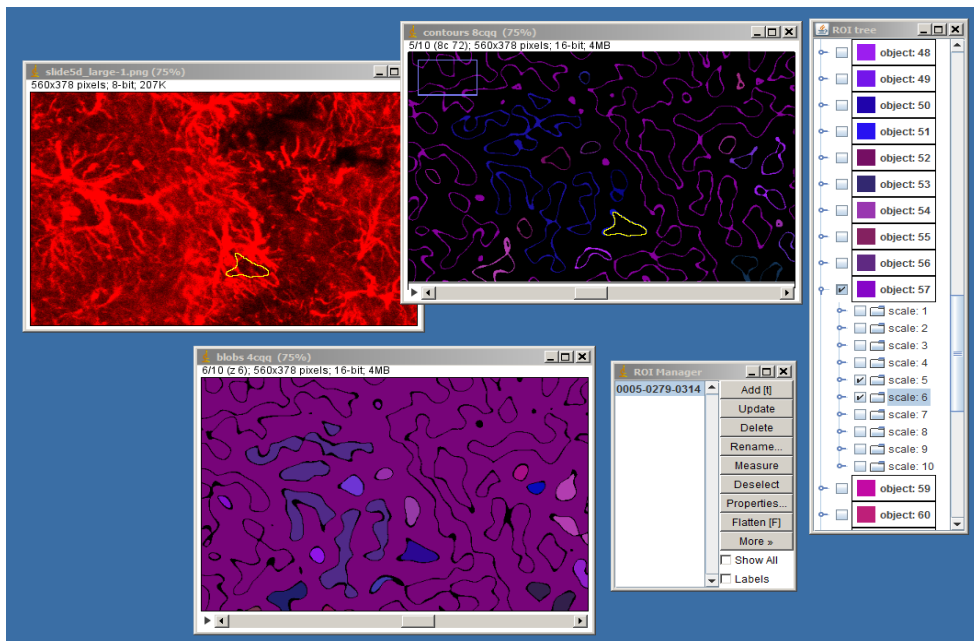 slide5d_large-1.png (75%)
560x378 pixels; 8-bit; 207K
contours 8cqq (75%)
5/10 (8c 72); 560x378 pixels; 16-bit; 4MB
ROI tree
object: 48
object: 49
object: 50
object: 51
object: 52
object: 53
object: 54
object: 55
object: 56
object: 57
scale: 1
scale: 2
scale: 3
scale: 4
scale: 5
scale: 6
scale: 7
scale: 8
scale: 9
scale: 10
object: 59
object: 60
blobs 4cqq (75%)
6/10 (z 6); 560x378 pixels; 16-bit; 4MB
ROI Manager
0005-0279-0314
Add [t]
Update
Delete
Rename...
Measure
Deselect
Properties...
Flatten [F]
More »
Show All
Labels